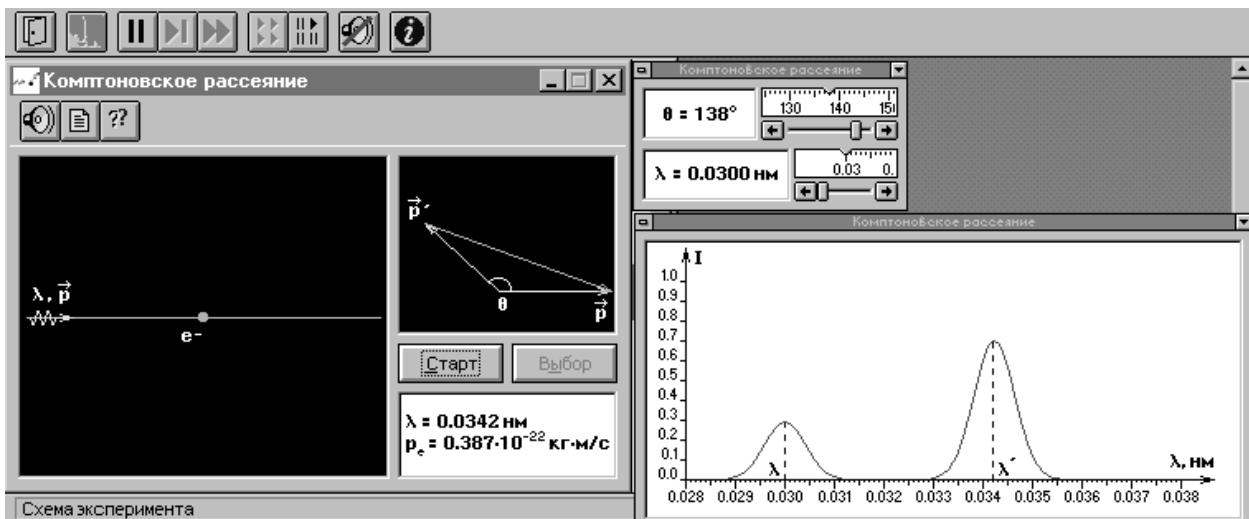 Комптоновское рассеяние
??
λ, p⃗
e-
p⃗´
θ
p⃗
Старт
Выбор
λ = 0.0342 нм
pₑ = 0.387·10⁻²² кг·м/с
Схема эксперимента
Комптоновское рассеяние
θ = 138°
130 140 150
λ = 0.0300 нм
0.03 0.
Комптоновское рассеяние
I
1.0
0.9
0.8
0.7
0.6
0.5
0.4
0.3
0.2
0.1
0.0
λ
λ´
λ, нм
0.028 0.029 0.030 0.031 0.032 0.033 0.034 0.035 0.036 0.037 0.038